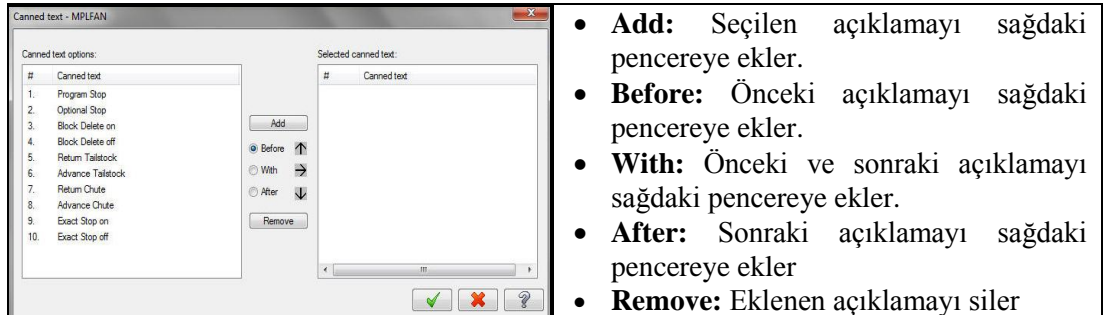 Canned text - MPLFAN
Canned text options:
# Canned text
1. Program Stop
2. Optional Stop
3. Block Delete on
4. Block Delete off
5. Return Tailstock
6. Advance Tailstock
7. Return Chute
8. Advance Chute
9. Exact Stop on
10. Exact Stop off
Add
Before
With
After
Remove
Selected canned text:
# Canned text
• Add: Seçilen açıklamayı sağdaki
pencereye ekler.
• Before: Önceki açıklamayı sağdaki
pencereye ekler.
• With: Önceki ve sonraki açıklamayı
sağdaki pencereye ekler.
• After: Sonraki açıklamayı sağdaki
pencereye ekler
• Remove: Eklenen açıklamayı siler